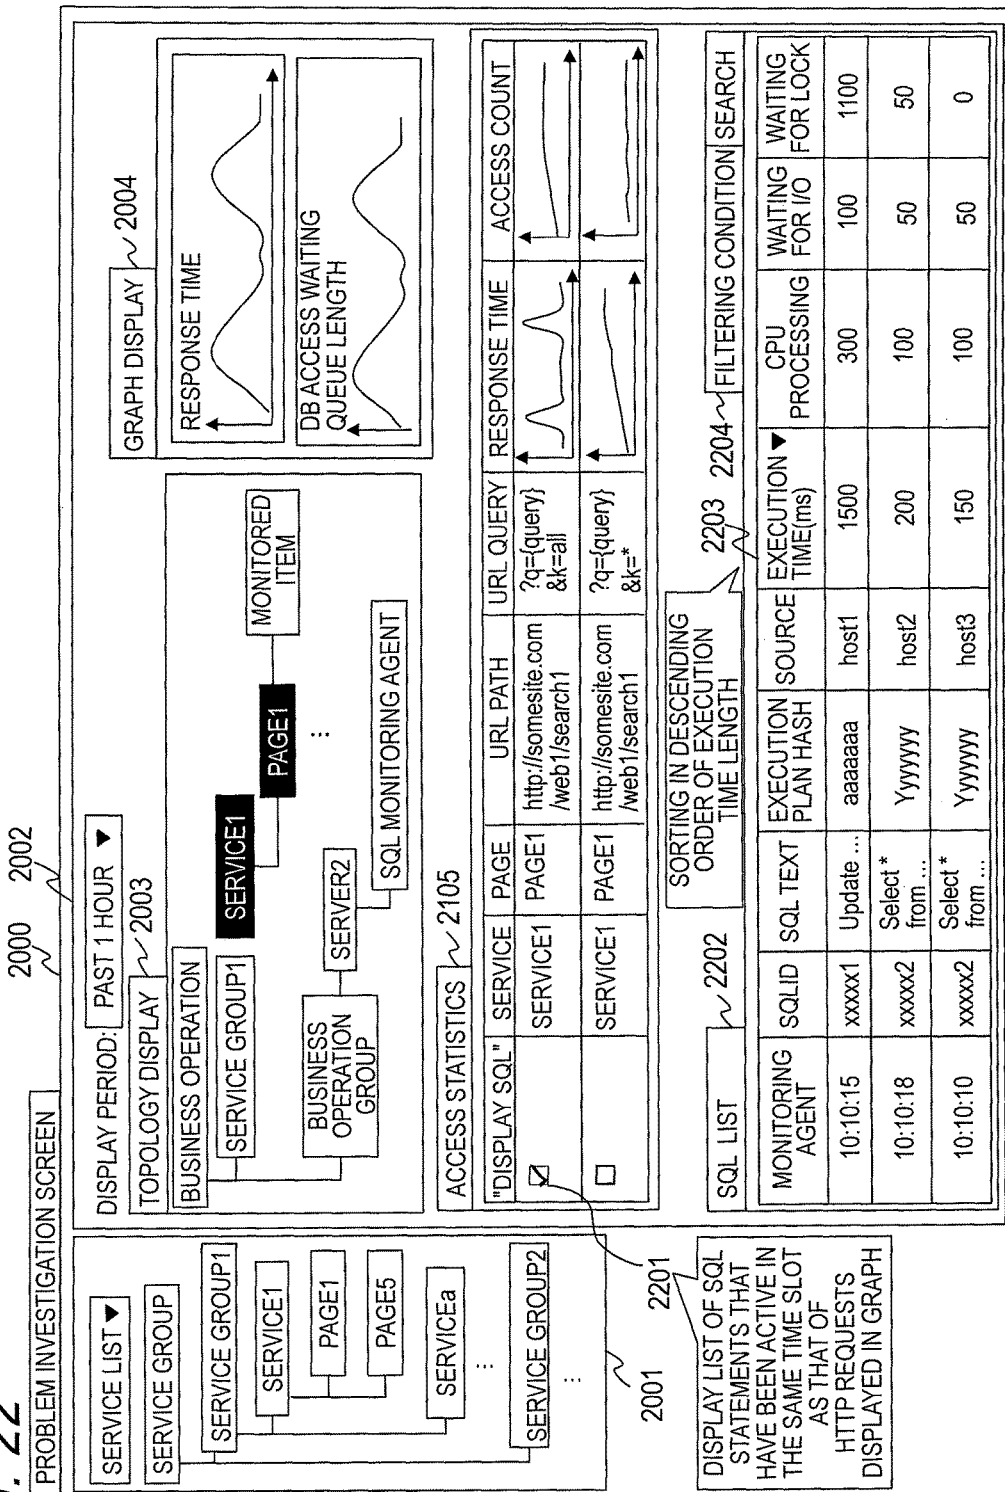 . 22
2000
2002
PROBLEM INVESTIGATION SCREEN
SERVICE LIST ▼
SERVICE GROUP
SERVICE GROUP1
SERVICE1
PAGE1
PAGE5
SERVICEa
⋮
SERVICE GROUP2
⋮
2001
DISPLAY PERIOD: PAST 1 HOUR ▼
TOPOLOGY DISPLAY
2003
BUSINESS OPERATION
SERVICE GROUP1
SERVICE1
PAGE1
MONITORED
ITEM
⋮
BUSINESS
OPERATION
GROUP
SERVER2
SQL MONITORING AGENT
GRAPH DISPLAY
2004
RESPONSE TIME
DB ACCESS WAITING
QUEUE LENGTH
ACCESS STATISTICS
2105
"DISPLAY SQL" SERVICE PAGE URL PATH URL QUERY RESPONSE TIME ACCESS COUNT
SERVICE1 PAGE1 http://somesite.com ?q={query}
/web1/search1 &k=all
SERVICE1 PAGE1 http://somesite.com ?q={query}
/web1/search1 &k=*
2201
DISPLAY LIST OF SQL
STATEMENTS THAT
HAVE BEEN ACTIVE IN
THE SAME TIME SLOT
AS THAT OF
HTTP REQUESTS
DISPLAYED IN GRAPH
SQL LIST
2202
SORTING IN DESCENDING
ORDER OF EXECUTION
TIME LENGTH
2203
2204
FILTERING CONDITION SEARCH
MONITORING SQLID SQL TEXT EXECUTION SOURCE EXECUTION ▼ CPU WAITING WAITING
AGENT PLAN HASH TIME(ms) PROCESSING FOR I/O FOR LOCK
10:10:15 xxxxx1 Update ... aaaaaaa host1 1500 300 100 1100
10:10:18 xxxxx2 Select * Yyyyyyy host2 200 100 50 50
from ...
10:10:10 xxxxx2 Select * Yyyyyyy host3 150 100 50 0
from ...